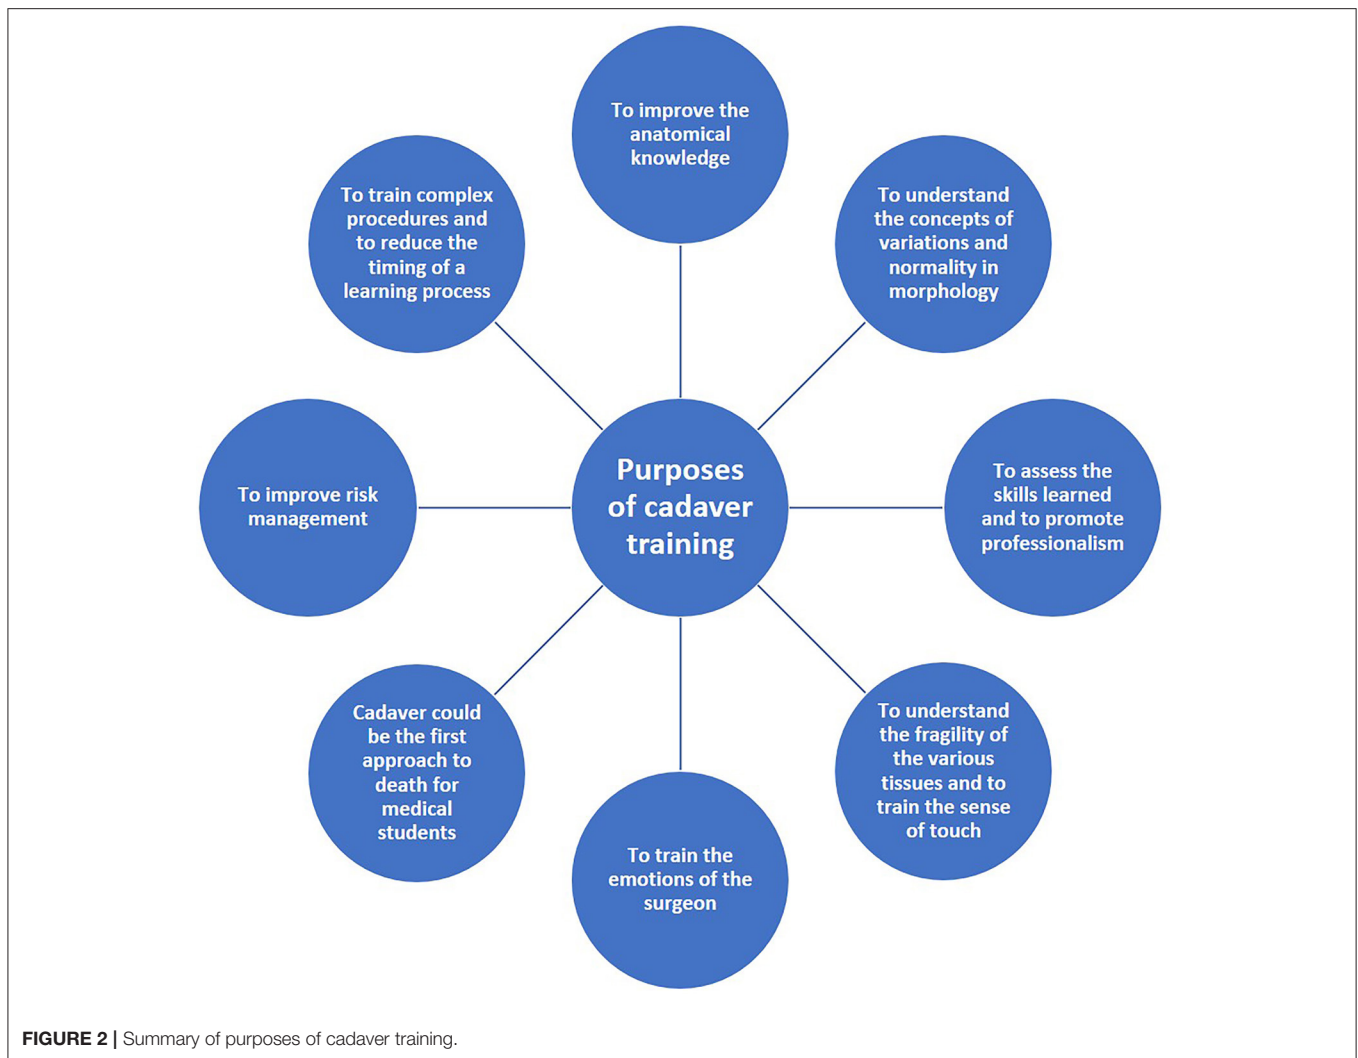 To improve the
anatomical
knowledge
To understand
the concepts of
variations and
normality in
morphology
To assess the
skills learned
and to promote
professionalism
To understand
the fragility of
the various
tissues and to
train the sense
of touch
To train the
emotions of the
surgeon
Cadaver could
be the first
approach to
death for
medical
students
To improve risk
management
To train complex
procedures and
to reduce the
timing of a
learning process
Purposes
of cadaver
training
FIGURE 2 | Summary of purposes of cadaver training.